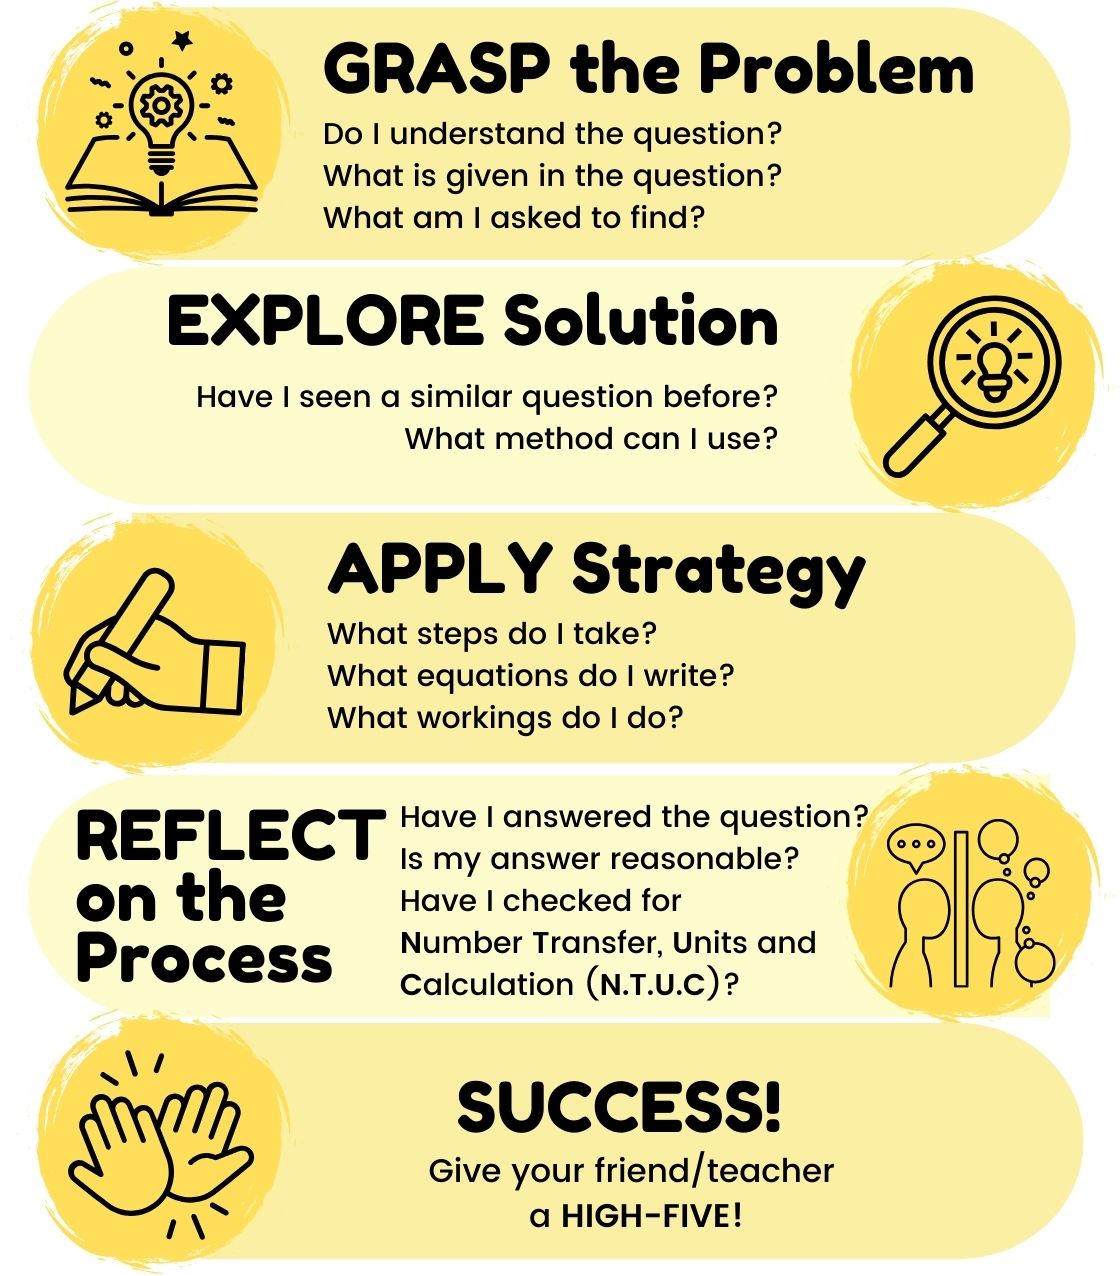 GRASP the Problem
Do I understand the question?
What is given in the question?
What am I asked to find?
EXPLORE Solution
Have I seen a similar question before?
What method can I use?
APPLY Strategy
What steps do I take?
What equations do I write?
What workings do I do?
REFLECT
on the
Process
Have I answered the question?
Is my answer reasonable?
Have I checked for
Number Transfer, Units and
Calculation (N.T.U.C)?
SUCCESS!
Give your friend/teacher
a HIGH-FIVE!